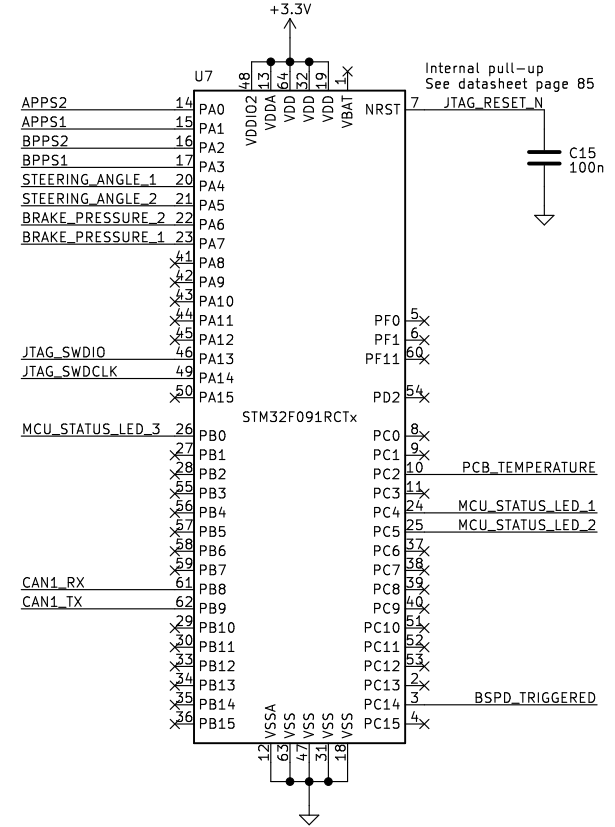 +3.3V
U7
48 VDDIO2
13 VDDA
64 VDD
32 VDD
19 VDD
1 VBAT
Internal pull-up
See datasheet page 85
NRST 7 JTAG_RESET_N
C15
100n
APPS2 14 PA0
APPS1 15 PA1
BPPS2 16 PA2
BPPS1 17 PA3
STEERING_ANGLE_1 20 PA4
STEERING_ANGLE_2 21 PA5
BRAKE_PRESSURE_2 22 PA6
BRAKE_PRESSURE_1 23 PA7
41 PA8
42 PA9
43 PA10
44 PA11
45 PA12
JTAG_SWDIO 46 PA13
JTAG_SWDCLK 49 PA14
50 PA15
PF0 5
PF1 6
PF11 60
PD2 54
STM32F091RCTx
MCU_STATUS_LED_3 26 PB0
27 PB1
28 PB2
55 PB3
56 PB4
57 PB5
58 PB6
59 PB7
CAN1_RX 61 PB8
CAN1_TX 62 PB9
29 PB10
30 PB11
33 PB12
34 PB13
35 PB14
36 PB15
PC0 8
PC1 9
PC2 10 PCB_TEMPERATURE
PC3 11
PC4 24 MCU_STATUS_LED_1
PC5 25 MCU_STATUS_LED_2
PC6 37
PC7 38
PC8 39
PC9 40
PC10 51
PC11 52
PC12 53
PC13 2
PC14 3 BSPD_TRIGGERED
PC15 4
12 VSSA
63 VSS
47 VSS
31 VSS
18 VSS